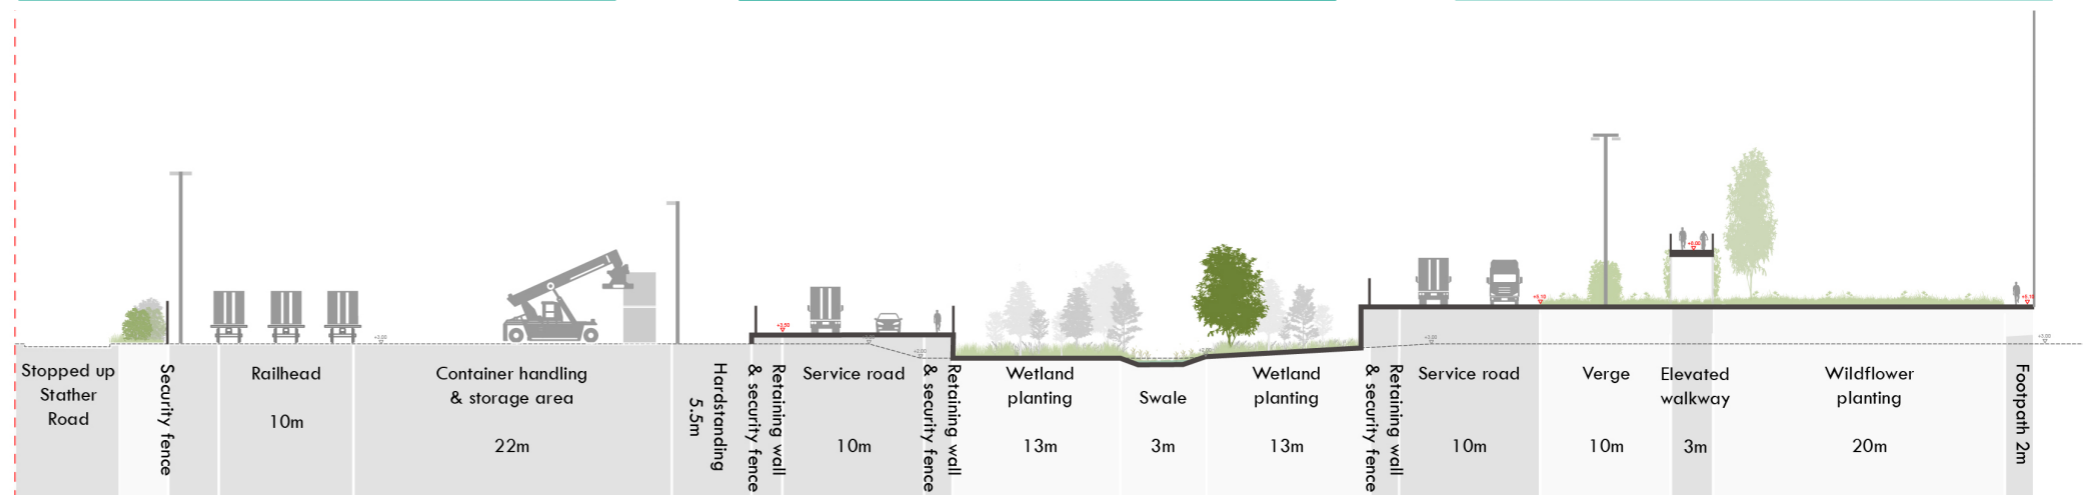 Stopped up
Stather
Road
Security fence
Railhead
10m
Container handling
& storage area
22m
Hardstanding
5.5m
Retaining wall
& security fence
Service road
10m
Retaining wall
& security fence
Wetland
planting
13m
Swale
3m
Wetland
planting
13m
Retaining wall
& security fence
Service road
10m
Verge
10m
Elevated
walkway
3m
Wildflower
planting
20m
Footpath 2m